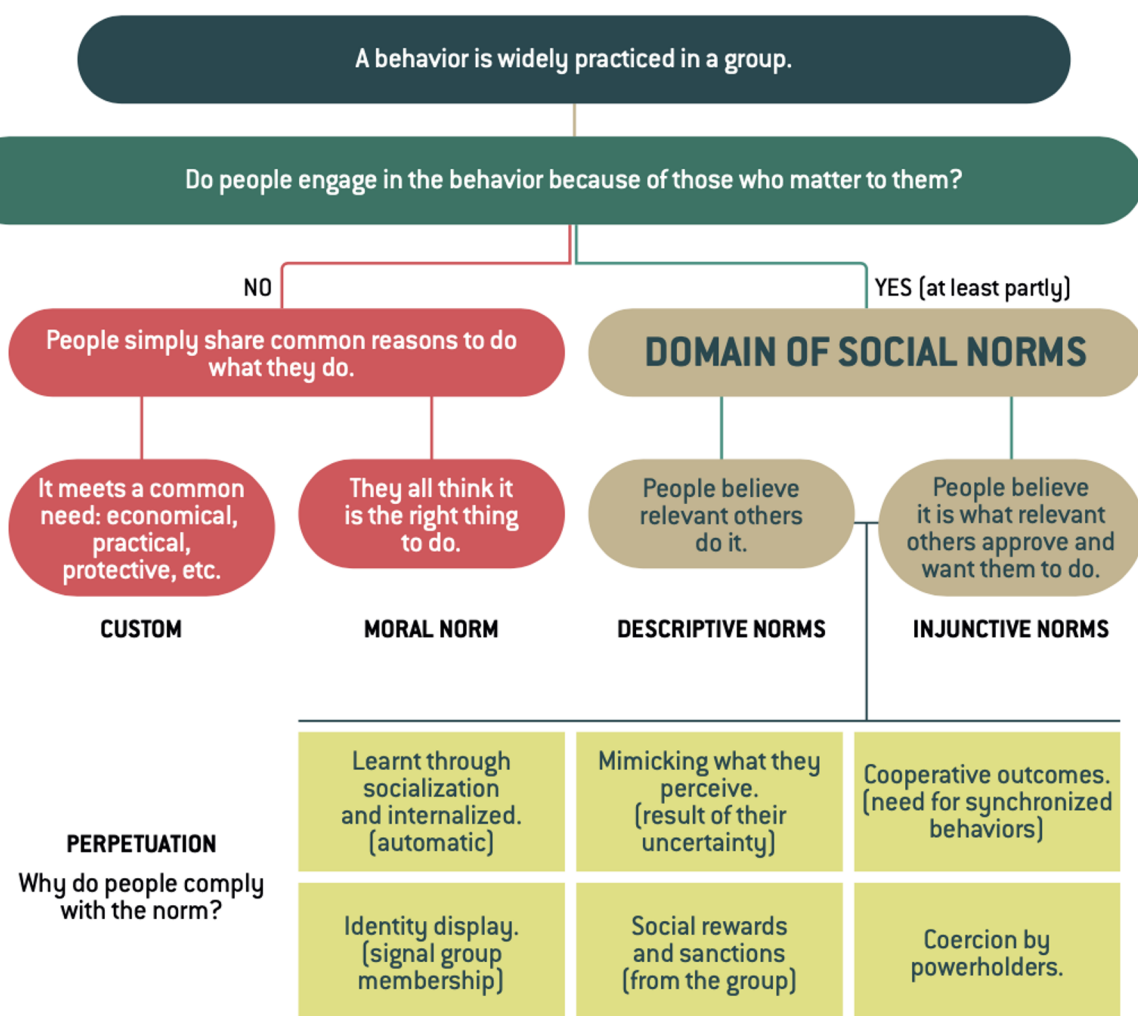 A behavior is widely practiced in a group.
Do people engage in the behavior because of those who matter to them?
NO
YES (at least partly)
People simply share common reasons to do
what they do.
DOMAIN OF SOCIAL NORMS
It meets a common
need: economical,
practical,
protective, etc.
They all think it
is the right thing
to do.
People believe
relevant others
do it.
People believe
it is what relevant
others approve and
want them to do.
CUSTOM
MORAL NORM
DESCRIPTIVE NORMS
INJUNCTIVE NORMS
PERPETUATION
Why do people comply
with the norm?
Learnt through
socialization
and internalized.
(automatic)
Mimicking what they
perceive.
(result of their
uncertainty)
Cooperative outcomes.
(need for synchronized
behaviors)
Identity display.
(signal group
membership)
Social rewards
and sanctions
(from the group)
Coercion by
powerholders.